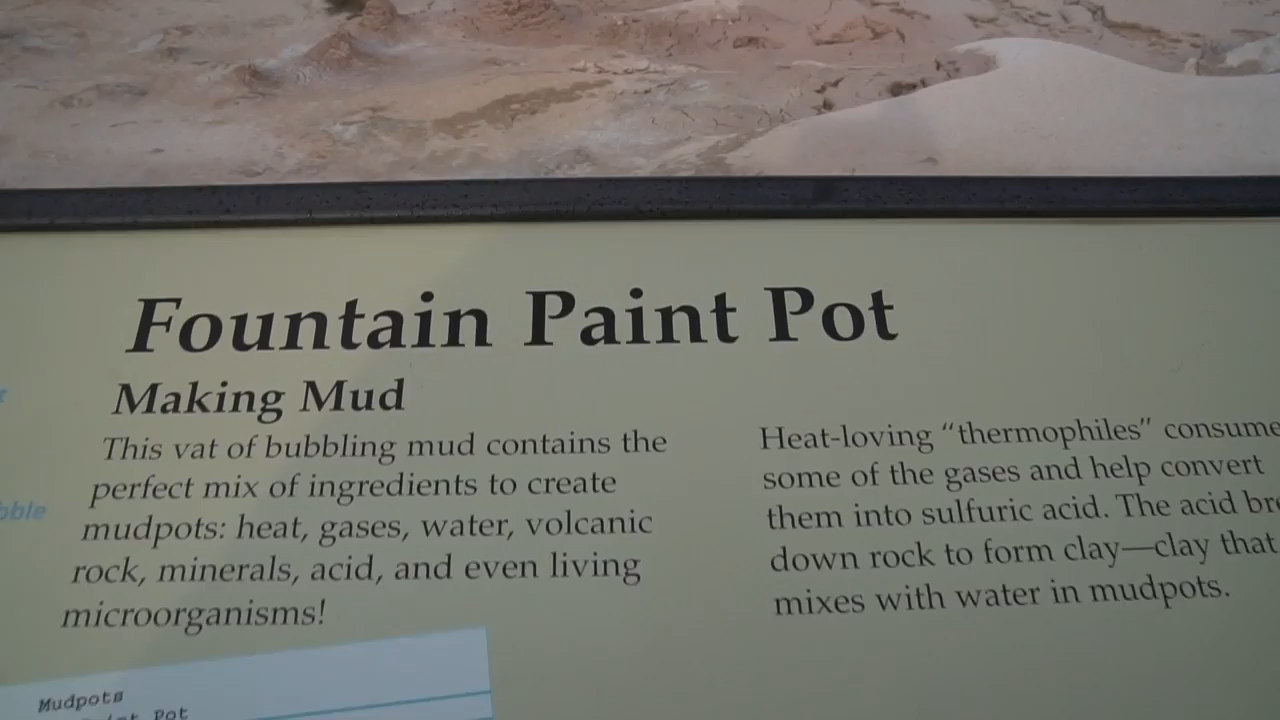 Fountain Paint Pot
Making Mud
This vat of bubbling mud contains the
perfect mix of ingredients to create
mudpots: heat, gases, water, volcanic
rock, minerals, acid, and even living
microorganisms!
Heat-loving “thermophiles” consume
some of the gases and help convert
them into sulfuric acid. The acid
down rock to form clay—clay that
mixes with water in mudpots.
Mudpots
Pot